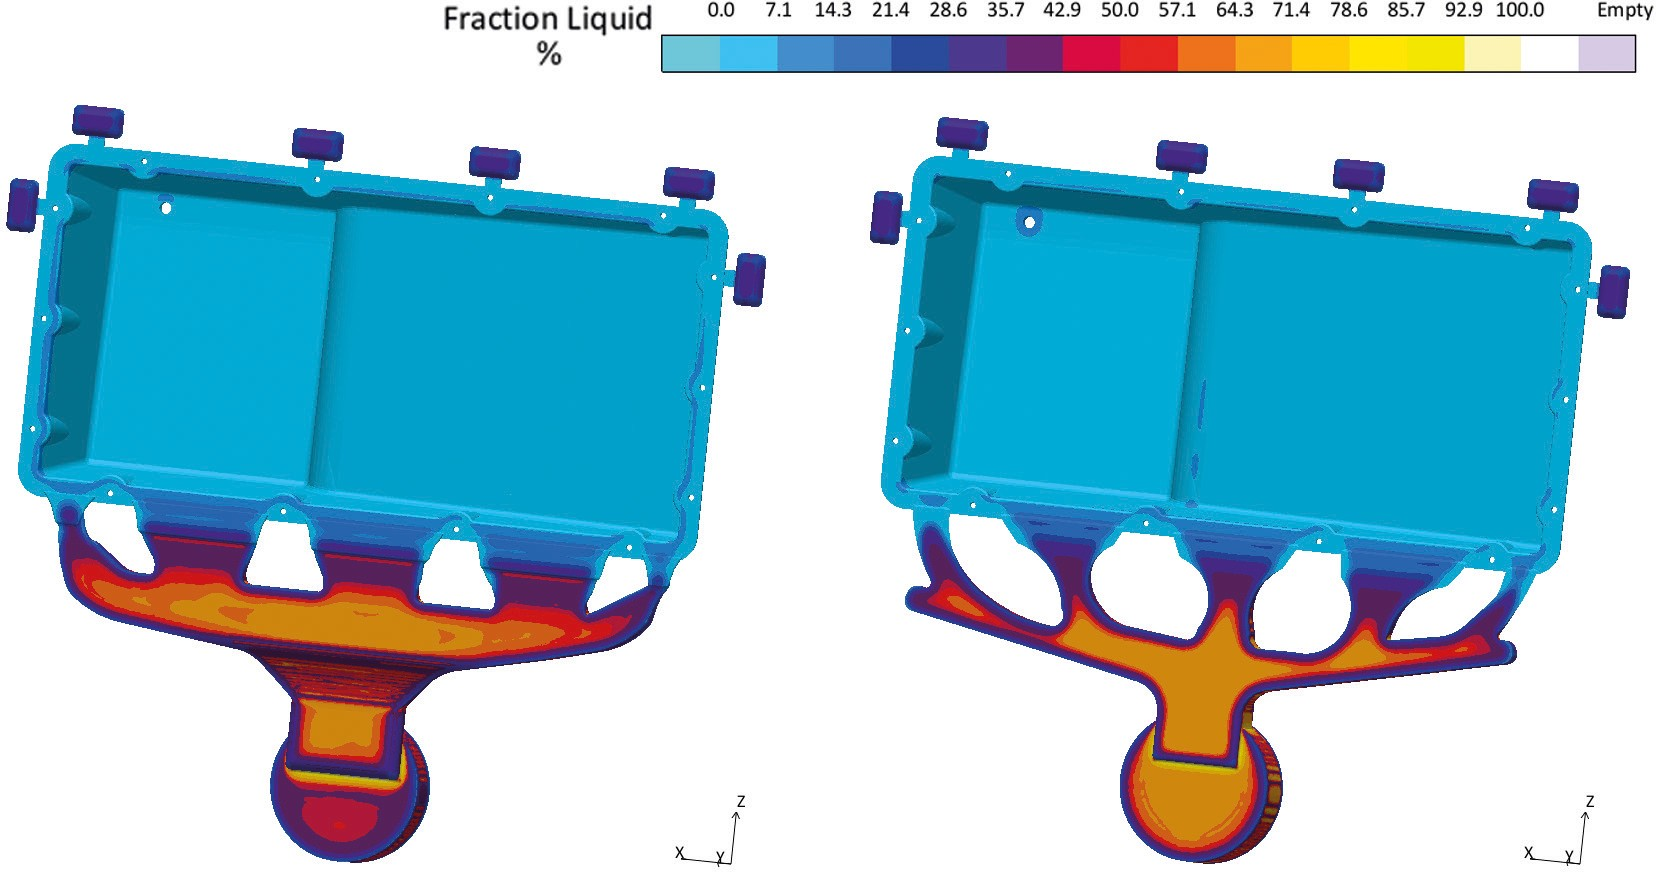 Fraction Liquid
%
0.0 7.1 14.3 21.4 28.6 35.7 42.9 50.0 57.1 64.3 71.4 78.6 85.7 92.9 100.0 Empty
Z
X Y
Z
X Y